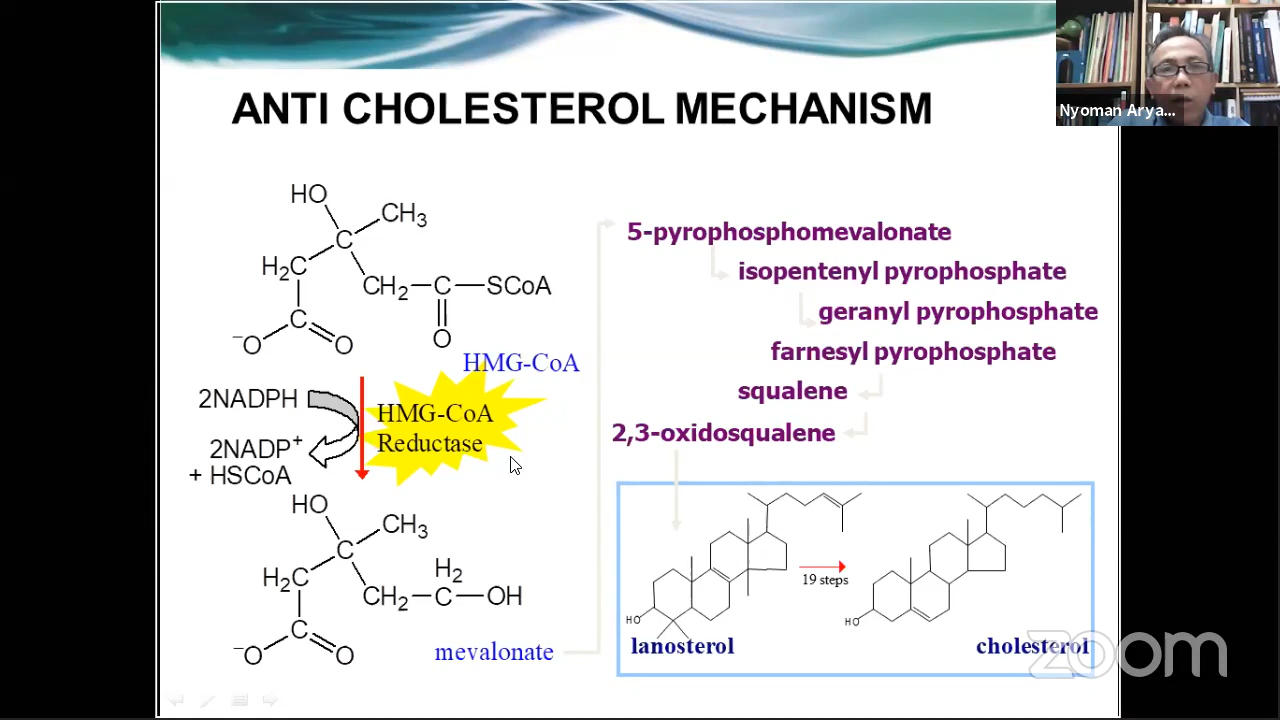 ANTI CHOLESTEROL MECHANISM
Nyoman Arya...
HO
CH3
C
H2C
CH2
C
SCoA
C
O
−O
O
HMG-CoA
2NADPH
HMG-CoA
Reductase
2NADP+
+ HSCoA
HO
CH3
C
H2
H2C
CH2
C
OH
C
−O
O
mevalonate
5-pyrophosphomevalonate
isopentenyl pyrophosphate
geranyl pyrophosphate
farnesyl pyrophosphate
squalene
2,3-oxidosqualene
19 steps
HO
HO
lanosterol
cholesterol
zoom